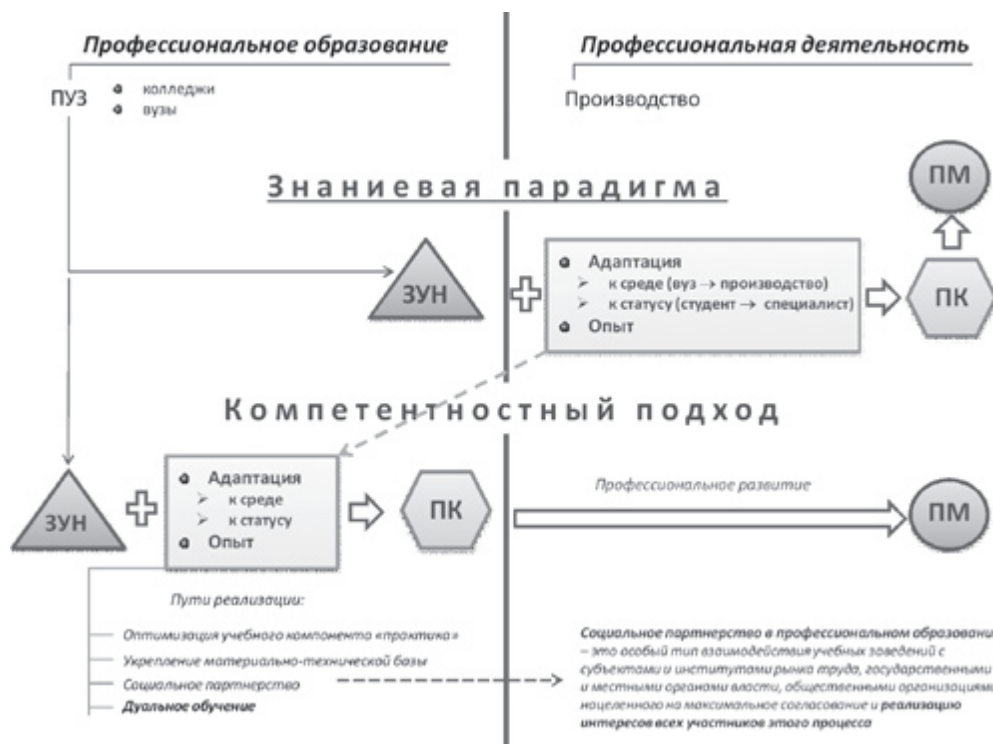 Профессиональное образование
Профессиональная деятельность
ПУЗ
колледжи
вузы
Производство
Знаниевая парадигма
ПМ
ЗУН
Адаптация
к среде (вуз → производство)
к статусу (студент → специалист)
Опыт
ПК
Компетентностный подход
ЗУН
Адаптация
к среде
к статусу
Опыт
ПК
Профессиональное развитие
ПМ
Пути реализации:
Оптимизация учебного компонента «практика»
Укрепление материально-технической базы
Социальное партнерство
Дуальное обучение
Социальное партнерство в профессиональном образовани
– это особый тип взаимодействия учебных заведений с
субъектами и институтами рынка труда, государственными
и местными органами власти, общественными организациями
нацеленного на максимальное согласование и реализацию
интересов всех участников этого процесса